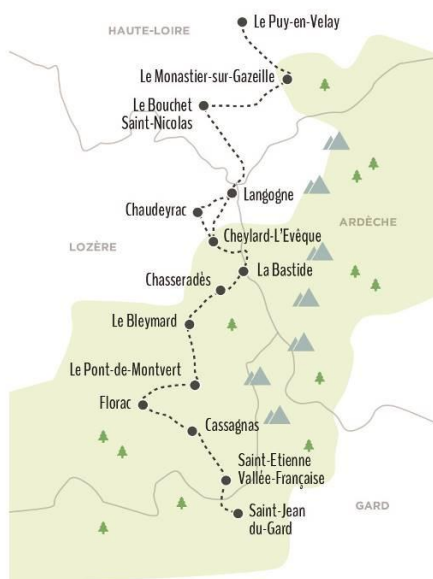 HAUTE-LOIRE
Le Puy-en-Velay
Le Monastier-sur-Gazeille
Le Bouchet
Saint-Nicolas
Langogne
Chaudeyrac
ARDÈCHE
Cheylard-L'Evèque
LOZÈRE
La Bastide
Chasseradès
Le Bleymard
Le Pont-de-Montvert
Florac
Cassagnas
Saint-Etienne
Vallée-Française
Saint-Jean
du-Gard
GARD